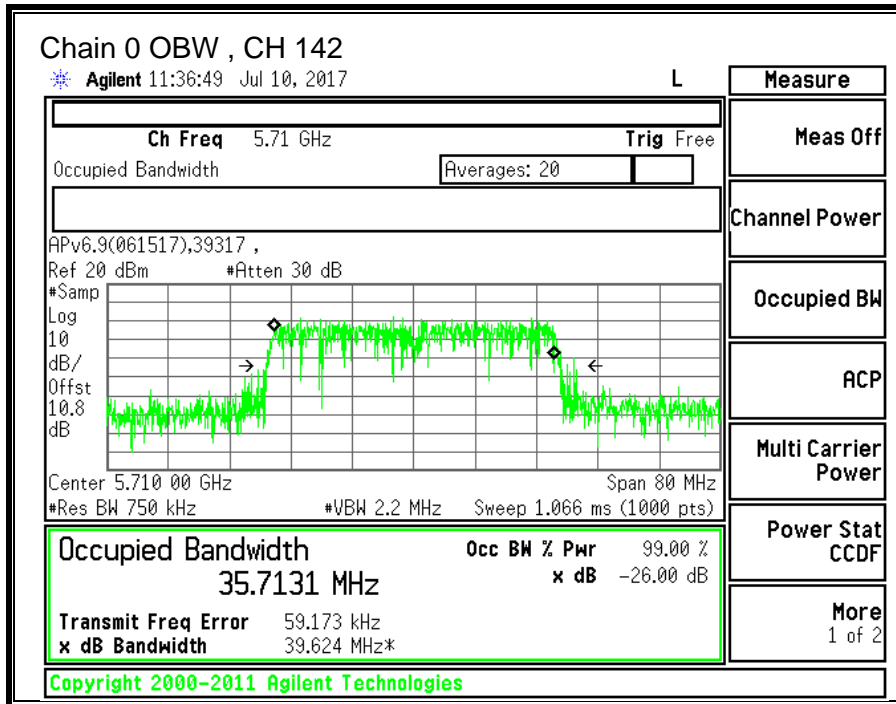 Chain 0 OBW , CH 142
Agilent 11:36:49 Jul 10, 2017 L
Measure
Ch Freq 5.71 GHz Trig Free
Meas Off
Occupied Bandwidth Averages: 20
Channel Power
APv6.9(061517),39317 ,
Ref 20 dBm #Atten 30 dB
#Samp
Log
10
dB/
Offst
10.8
dB
Occupied BW
ACP
Center 5.710 00 GHz Span 80 MHz
#Res BW 750 kHz #VBW 2.2 MHz Sweep 1.066 ms (1000 pts)
Multi Carrier
Power
Occupied Bandwidth Occ BW % Pwr 99.00 %
35.7131 MHz x dB -26.00 dB
Power Stat
CCDF
Transmit Freq Error 59.173 kHz
x dB Bandwidth 39.624 MHz*
More
1 of 2
Copyright 2000-2011 Agilent Technologies